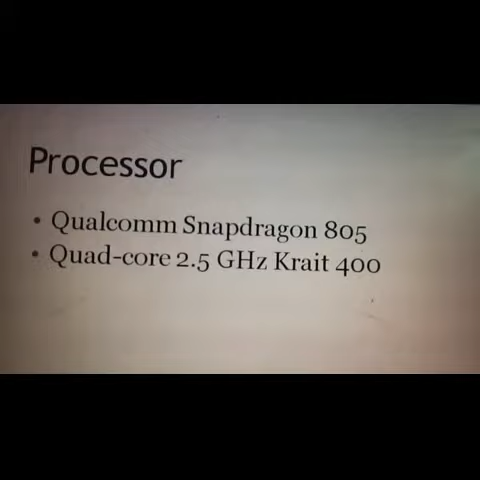 Processor
• Qualcomm Snapdragon 805
• Quad-core 2.5 GHz Krait 400